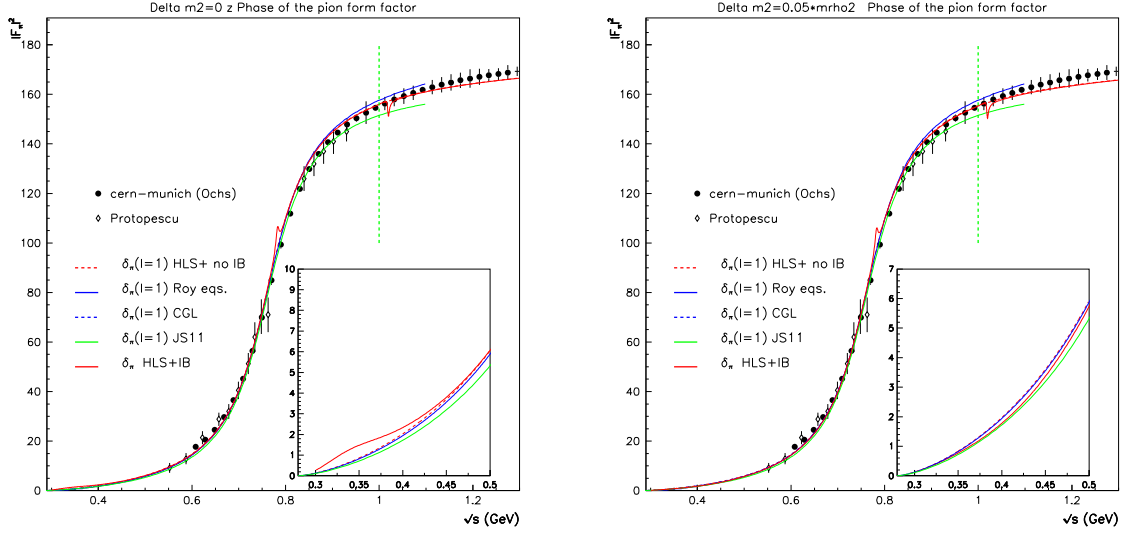 Delta m2=0 z Phase of the pion form factor
|F_π|²
180
160
140
120
100
80
60
40
20
0
0.4
0.6
0.8
1
1.2
√s (GeV)
cern-munich (Ochs)
Protopescu
δ_π(I=1) HLS+ no IB
δ_π(I=1) Roy eqs.
δ_π(I=1) CGL
δ_π(I=1) JS11
δ_π HLS+IB
10
9
8
7
6
5
4
3
2
1
0
0.3
0.35
0.4
0.45
0.5
Delta m2=0.05*mrho2 Phase of the pion form factor
|F_π|²
180
160
140
120
100
80
60
40
20
0
0.4
0.6
0.8
1
1.2
√s (GeV)
cern-munich (Ochs)
Protopescu
δ_π(I=1) HLS+ no IB
δ_π(I=1) Roy eqs.
δ_π(I=1) CGL
δ_π(I=1) JS11
δ_π HLS+IB
7
6
5
4
3
2
1
0
0.3
0.35
0.4
0.45
0.5